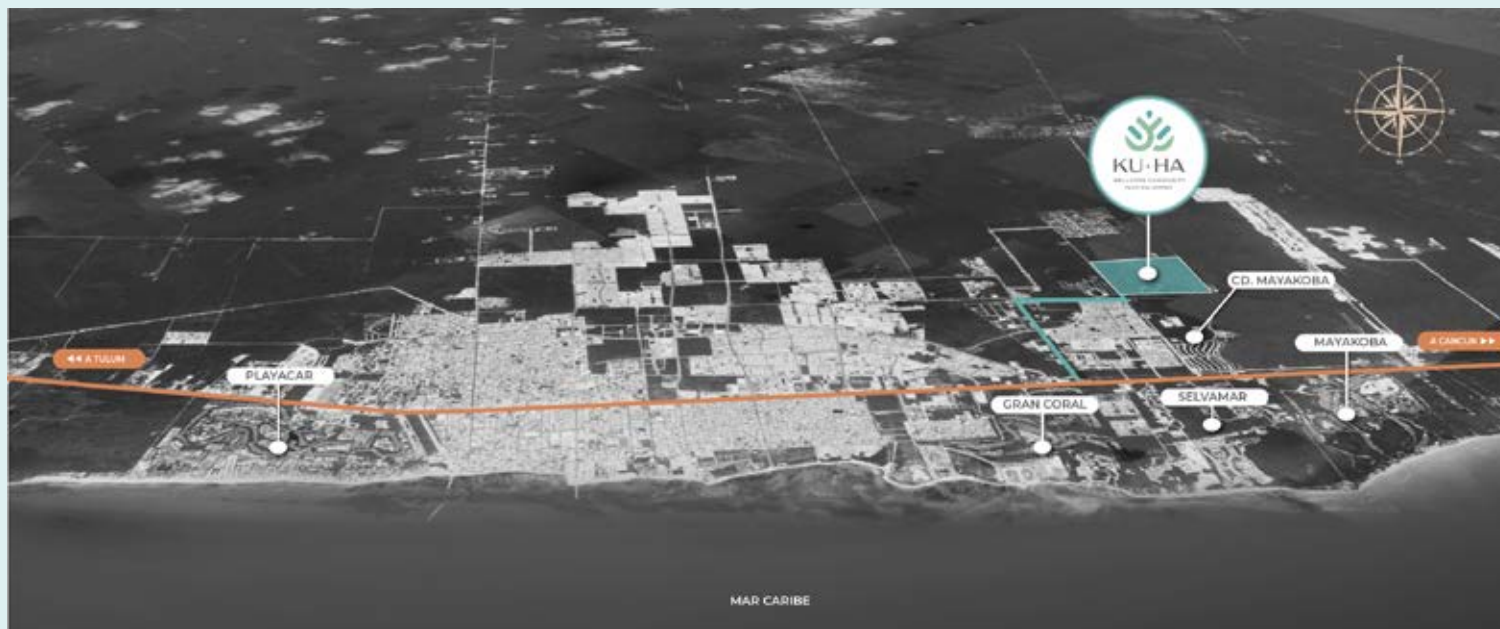 KU·HA
CD. MAYAKOBA
MAYAKOBA
A CANCUN ▶▶
◀◀ A TULUM
PLAYACAR
GRAN CORAL
SELVAMAR
MAR CARIBE